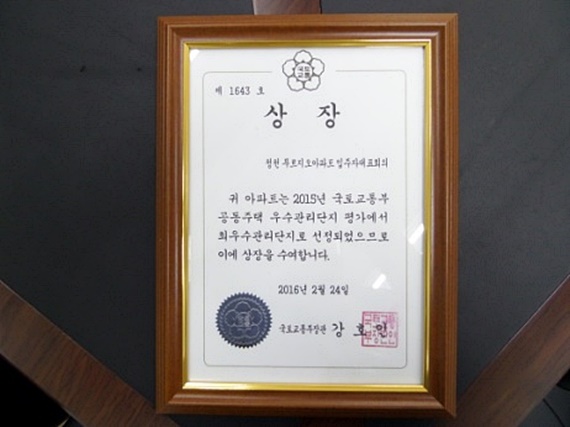 국토
교통
제 1643 호
상 장
청천 푸르지오아파트 입주자대표회의
귀 아파트는 2015년 국토교통부
공동주택 우수관리단지 평가에서
최우수관리단지로 선정되었으므로
이에 상장을 수여합니다.
2016년 2월 24일
국토교통부장관 강 호 인